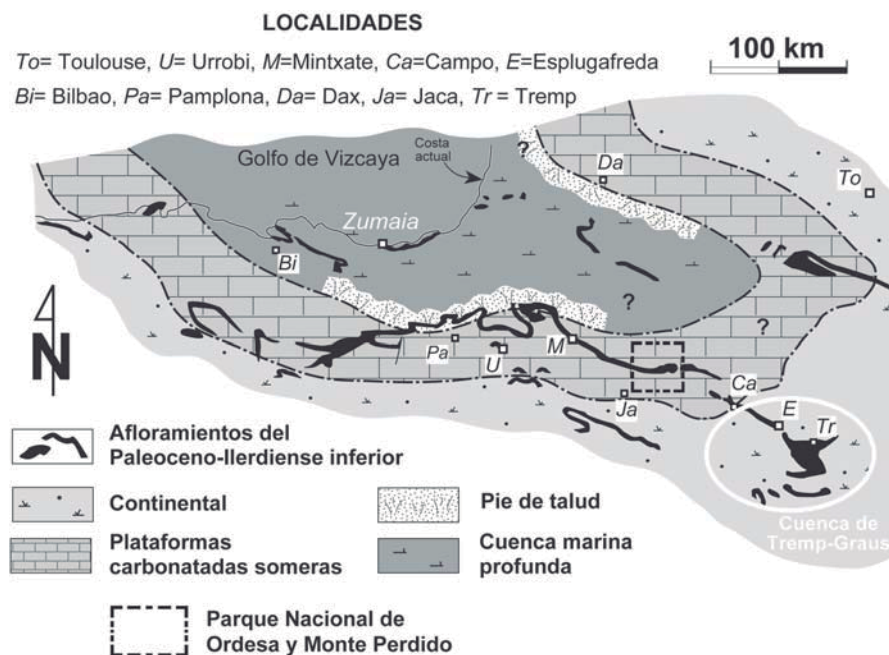 LOCALIDADES
To= Toulouse, U= Urrobi, M=Mintxate, Ca=Campo, E=Esplugafreda
Bi= Bilbao, Pa= Pamplona, Da= Dax, Ja= Jaca, Tr = Tremp
100 km
Golfo de Vizcaya
Costa
actual
?
Da
To
Zumaia
Bi
?
?
N
Pa
U
M
Ja
Ca
E
Tr
Cuenca de
Tremp-Graus
Afloramientos del
Paleoceno-Ilerdiense inferior
Continental
Pie de talud
Plataformas
carbonatadas someras
Cuenca marina
profunda
Parque Nacional de
Ordesa y Monte Perdido